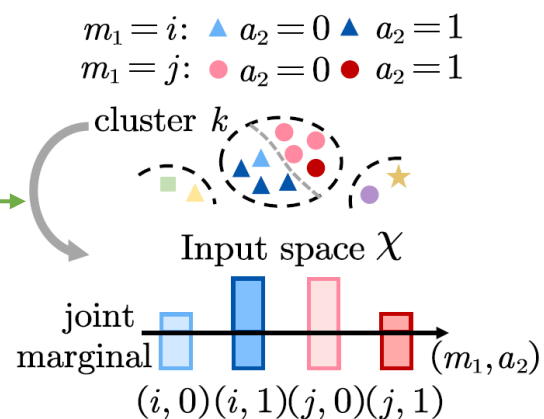 m₁ = i: a₂ = 0 a₂ = 1
m₁ = j: a₂ = 0 a₂ = 1
cluster k
Input space χ
joint
marginal
(m₁, a₂)
(i, 0) (i, 1) (j, 0) (j, 1)